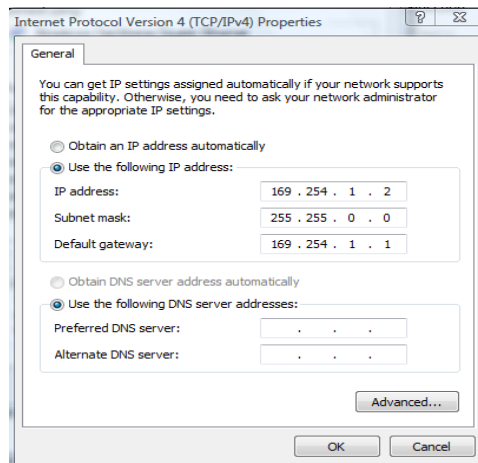 Internet Protocol Version 4 (TCP/IPv4) Properties
General
You can get IP settings assigned automatically if your network supports
this capability. Otherwise, you need to ask your network administrator
for the appropriate IP settings.
Obtain an IP address automatically
Use the following IP address:
IP address: 169 . 254 . 1 . 2
Subnet mask: 255 . 255 . 0 . 0
Default gateway: 169 . 254 . 1 . 1
Obtain DNS server address automatically
Use the following DNS server addresses:
Preferred DNS server: . . .
Alternate DNS server: . . .
Advanced...
OK Cancel